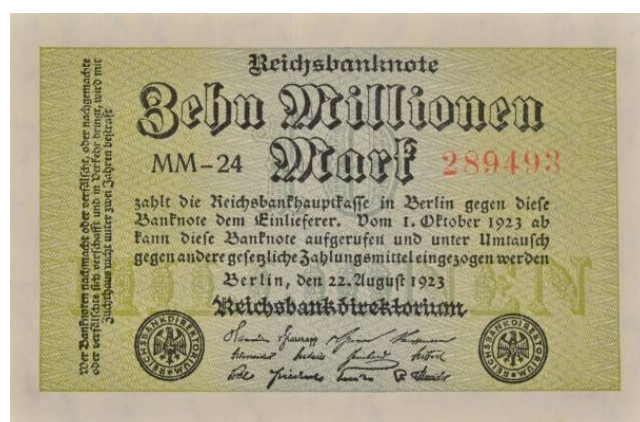 Reichsbanknote
Zehn Millionen
MM-24 Mark 289493
zahlt die Reichsbankhauptkasse in Berlin gegen diese
Banknote dem Einlieferer. Vom 1. Oktober 1923 ab
kann diese Banknote aufgerufen und unter Umtausch
gegen andere gesetzliche Zahlungsmittel eingezogen werden
Berlin, den 22. August 1923
Reichsbankdirektorium
REICHSBANKDIREKTORIUM
REICHSBANKDIREKTORIUM
Wer Banknoten nachmacht oder verfälscht, oder nachgemachte
oder verfälschte sich verschafft und in Verkehr bringt, wird mit
Zuchthaus nicht unter zwei Jahren bestraft